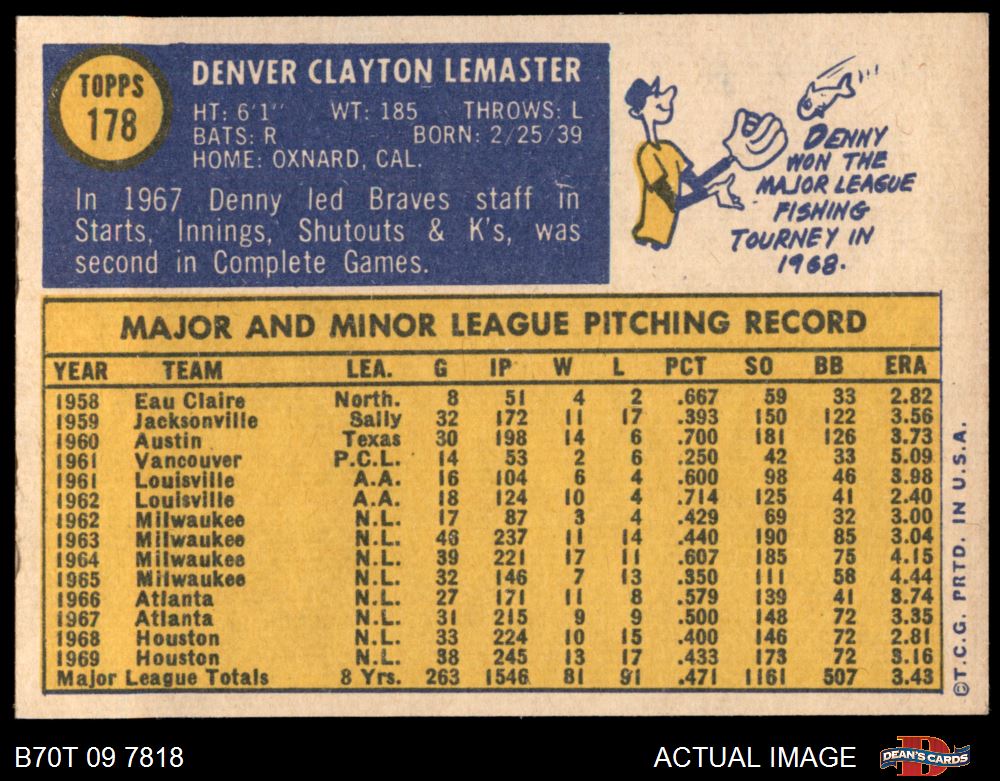 TOPPS
178
DENVER CLAYTON LEMASTER
HT: 6'1" WT: 185 THROWS: L
BATS: R BORN: 2/25/39
HOME: OXNARD, CAL.
In 1967 Denny led Braves staff in
Starts, Innings, Shutouts & K's, was
second in Complete Games.
DENNY
WON THE
MAJOR LEAGUE
FISHING
TOURNEY IN
1968.
MAJOR AND MINOR LEAGUE PITCHING RECORD
YEAR TEAM LEA. G IP W L PCT SO BB ERA
1958 Eau Claire North. 8 51 4 2 .667 59 33 2.82
1959 Jacksonville Sally 32 172 11 17 .393 150 122 3.56
1960 Austin Texas 30 198 14 6 .700 181 126 3.73
1961 Vancouver P.C.L. 14 53 2 6 .250 42 33 5.09
1961 Louisville A.A. 16 104 6 4 .600 98 46 3.98
1962 Louisville A.A. 18 124 10 4 .714 125 41 2.40
1962 Milwaukee N.L. 17 87 3 4 .429 69 32 3.00
1963 Milwaukee N.L. 46 237 11 14 .440 190 85 3.04
1964 Milwaukee N.L. 39 221 17 11 .607 185 75 4.15
1965 Milwaukee N.L. 32 146 7 13 .350 111 58 4.44
1966 Atlanta N.L. 27 171 11 8 .579 139 41 3.74
1967 Atlanta N.L. 31 215 9 9 .500 148 72 3.35
1968 Houston N.L. 33 224 10 15 .400 146 72 2.81
1969 Houston N.L. 38 245 13 17 .433 173 72 3.16
Major League Totals 8 Yrs. 263 1546 81 91 .471 1161 507 3.43
©T.C.G. PRTD. IN U.S.A.
B70T 09 7818
ACTUAL IMAGE
DEAN'S CARDS